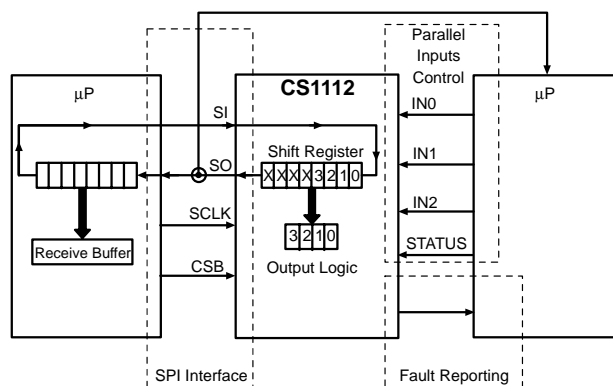 Parallel
Inputs
Control
μP
CS1112
μP
SI
IN0
Shift Register
SO
X X X X 3 2 1 0
IN1
IN2
SCLK
3 2 1 0
STATUS
Receive Buffer
Output Logic
CSB
SPI Interface
Fault Reporting